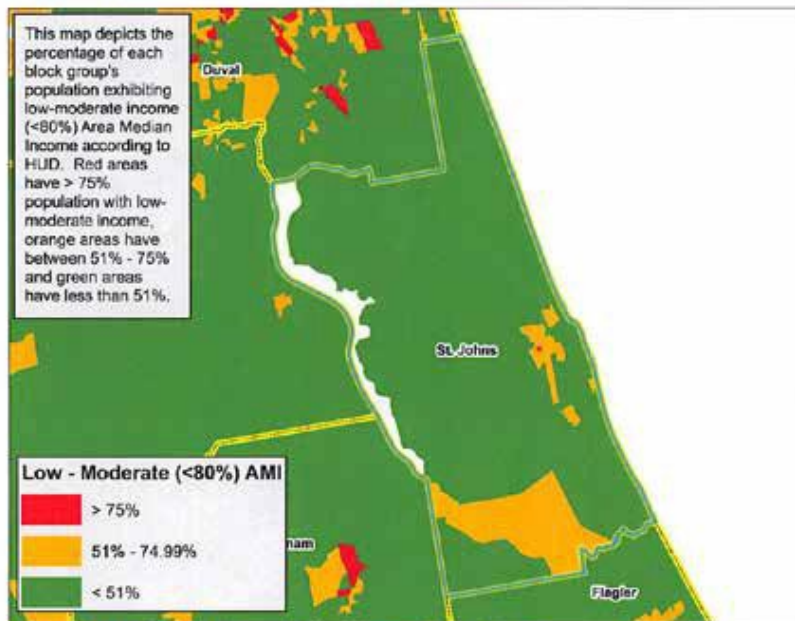 This map depicts the
percentage of each
block group's
population exhibiting
low-moderate income
(<80%) Area Median
Income according to
HUD. Red areas
have > 75%
population with low-
moderate income,
orange areas have
between 51% - 75%
and green areas
have less than 51%.
Duval
St. Johns
Low - Moderate (<80%) AMI
> 75%
51% - 74.99%
< 51%
nam
Flagler